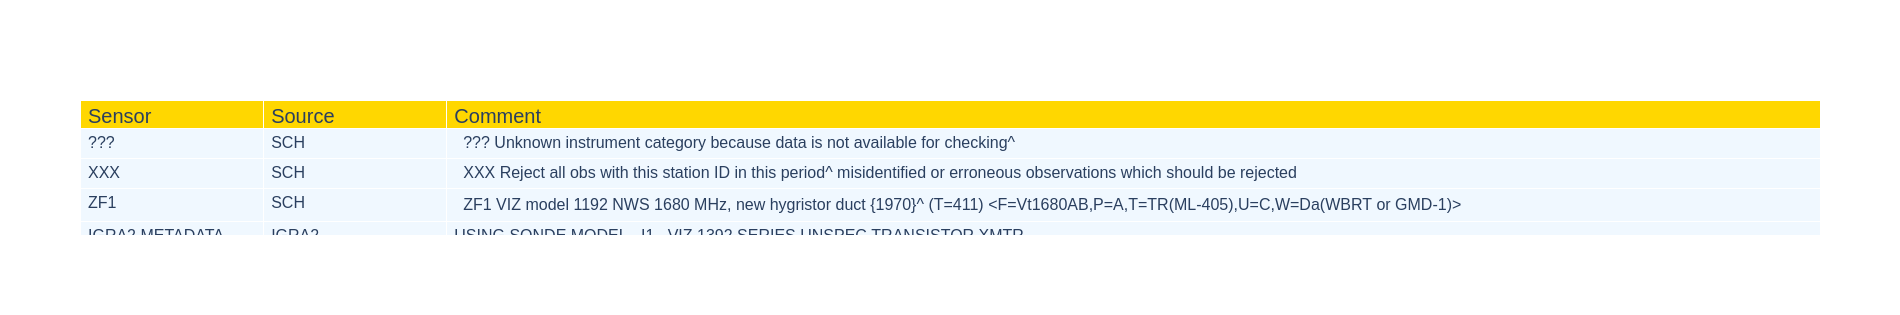 Sensor Source Comment
??? SCH ??? Unknown instrument category because data is not available for checking^
XXX SCH XXX Reject all obs with this station ID in this period^ misidentified or erroneous observations which should be rejected
ZF1 SCH ZF1 VIZ model 1192 NWS 1680 MHz, new hygristor duct {1970}^ (T=411) <F=Vt1680AB,P=A,T=TR(ML-405),U=C,W=Da(WBRT or GMD-1)>
IGRA2 METADATA IGRA2 USING SONDE MODEL - I1 - VIZ 1392 SERIES UNSPEC TRANSISTOR XMTR